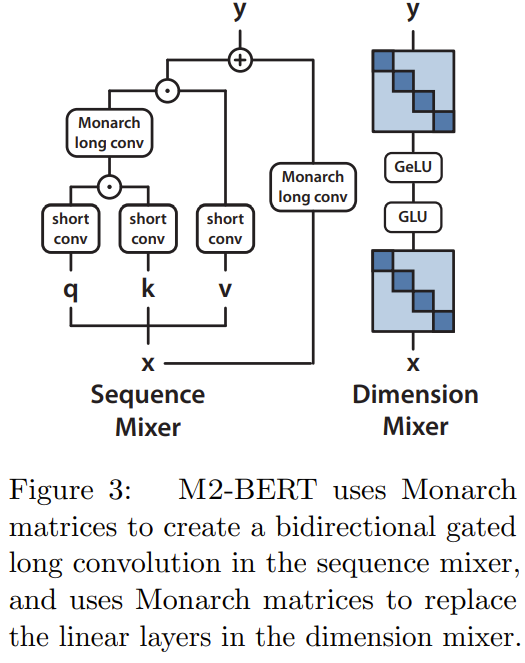 y
y
Monarch
long conv
GeLU
Monarch
long conv
short
conv
short
conv
short
conv
GLU
q k v
x
x
Sequence
Mixer
Dimension
Mixer
Figure 3: M2-BERT uses Monarch
matrices to create a bidirectional gated
long convolution in the sequence mixer,
and uses Monarch matrices to replace
the linear layers in the dimension mixer.